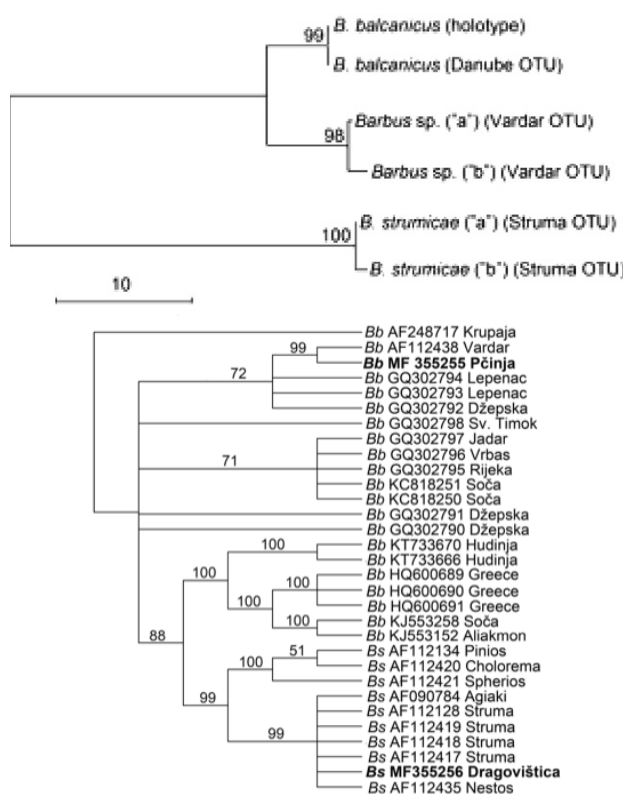 99 B. balcanicus (holotype)
B. balcanicus (Danube OTU)
Barbus sp. ("a") (Vardar OTU)
98
Barbus sp. ("b") (Vardar OTU)
B. strumicae ("a") (Struma OTU)
100
B. strumicae ("b") (Struma OTU)
10
Bb AF248717 Krupaja
99 Bb AF112438 Vardar
Bb MF 355255 Pčinja
72 Bb GQ302794 Lepenac
Bb GQ302793 Lepenac
Bb GQ302792 Džepska
Bb GQ302798 Sv. Timok
Bb GQ302797 Jadar
Bb GQ302796 Vrbas
71 Bb GQ302795 Rijeka
Bb KC818251 Soča
Bb KC818250 Soča
Bb GQ302791 Džepska
Bb GQ302790 Džepska
100 Bb KT733670 Hudinja
Bb KT733666 Hudinja
100 100 Bb HQ600689 Greece
Bb HQ600690 Greece
100 Bb HQ600691 Greece
100 Bb KJ553258 Soča
Bb KJ553152 Aliakmon
88 51 Bs AF112134 Pinios
100 Bs AF112420 Cholorema
Bs AF112421 Spherios
99 Bs AF090784 Agiaki
Bs AF112128 Struma
Bs AF112419 Struma
99 Bs AF112418 Struma
Bs AF112417 Struma
Bs MF355256 Dragovištica
Bs AF112435 Nestos